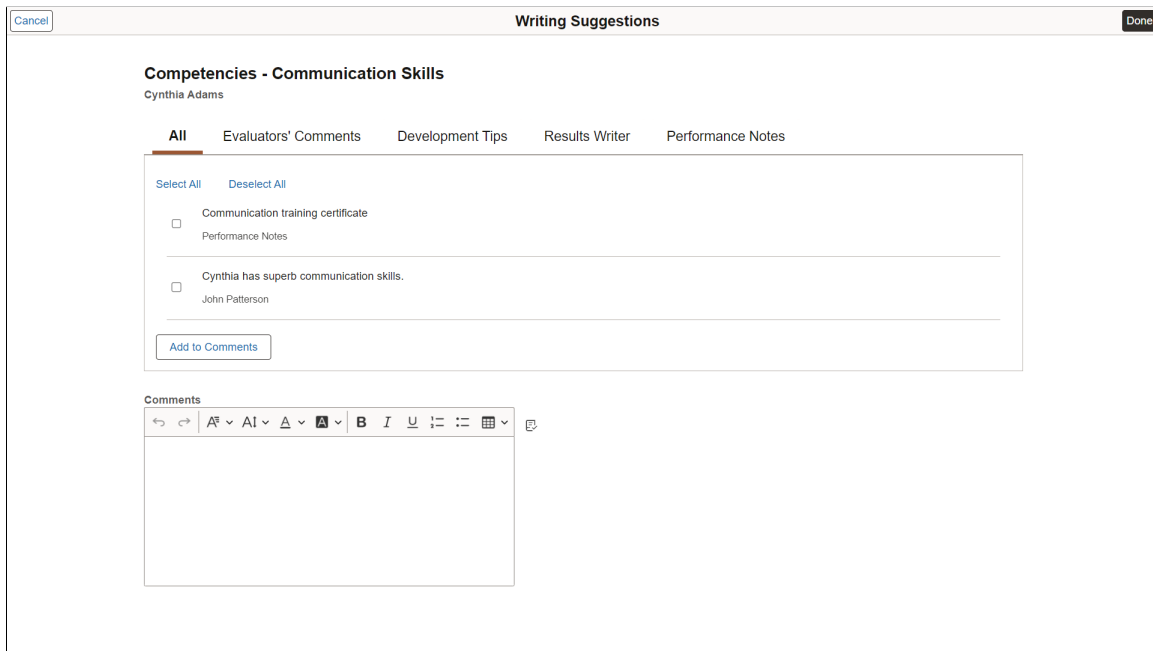 Cancel
Writing Suggestions
Done
Competencies - Communication Skills
Cynthia Adams
All
Evaluators' Comments
Development Tips
Results Writer
Performance Notes
Select All
Deselect All
Communication training certificate
Performance Notes
Cynthia has superb communication skills.
John Patterson
Add to Comments
Comments